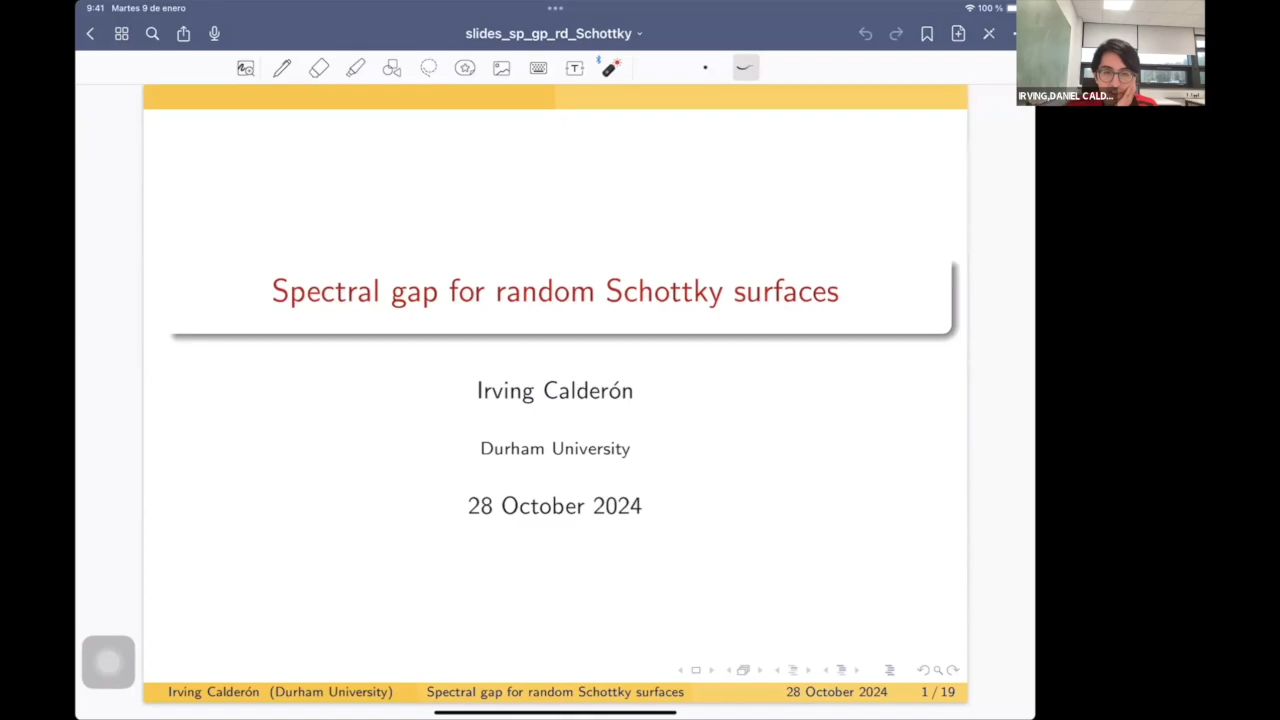 9:41 Martes 9 de enero
100 %
slides_sp_gp_rd_Schottky
T
IRVING,DANIEL CALD...
Spectral gap for random Schottky surfaces
Irving Calderón
Durham University
28 October 2024
Irving Calderón (Durham University) Spectral gap for random Schottky surfaces 28 October 2024 1 / 19